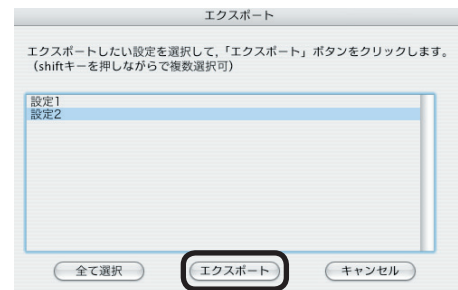 エクスポート
エクスポートしたい設定を選択して，「エクスポート」ボタンをクリックします。
（shiftキーを押しながらで複数選択可）
設定1
設定2
全て選択
エクスポート
キャンセル